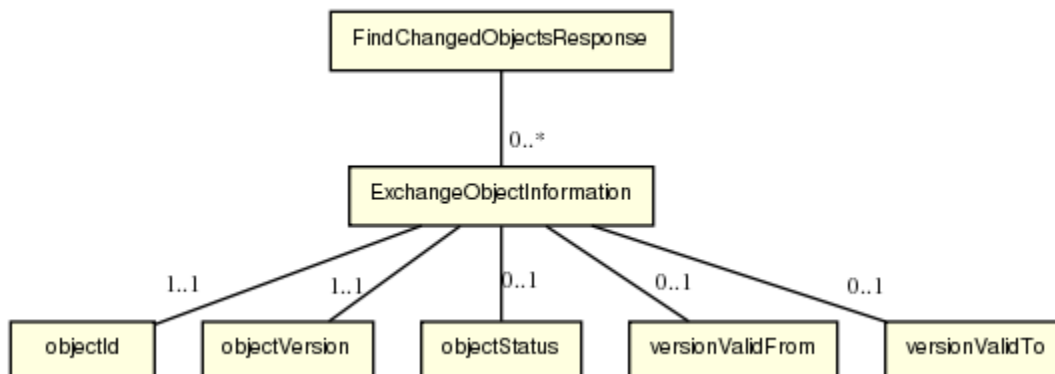 FindChangedObjectsResponse
0..*
ExchangeObjectInformation
1..1
1..1
0..1
0..1
0..1
objectId
objectVersion
objectStatus
versionValidFrom
versionValidTo